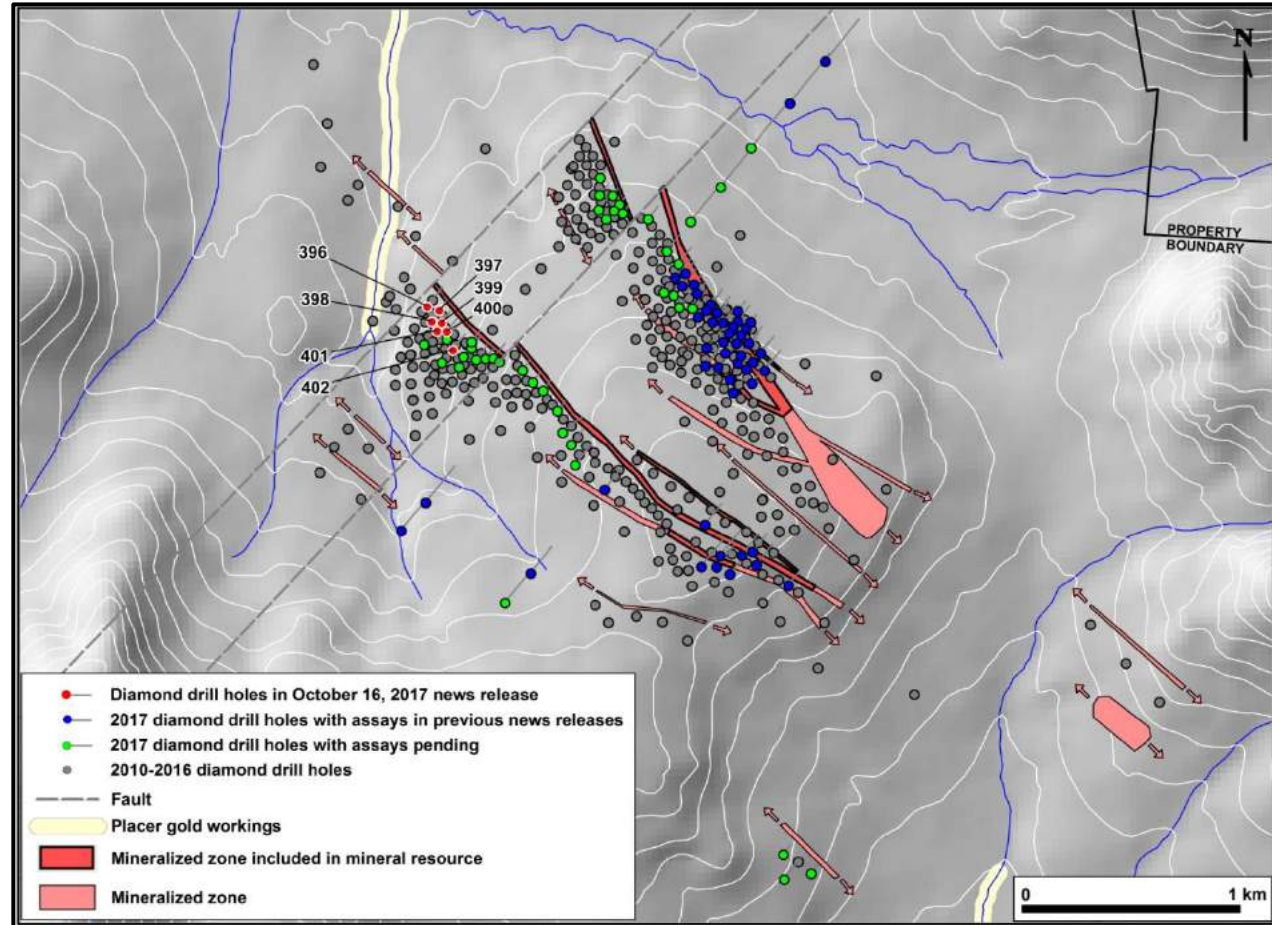 N
PROPERTY
BOUNDARY
396
397
398
399
400
401
402
Diamond drill holes in October 16, 2017 news release
2017 diamond drill holes with assays in previous news releases
2017 diamond drill holes with assays pending
2010-2016 diamond drill holes
Fault
Placer gold workings
Mineralized zone included in mineral resource
Mineralized zone
0 1 km